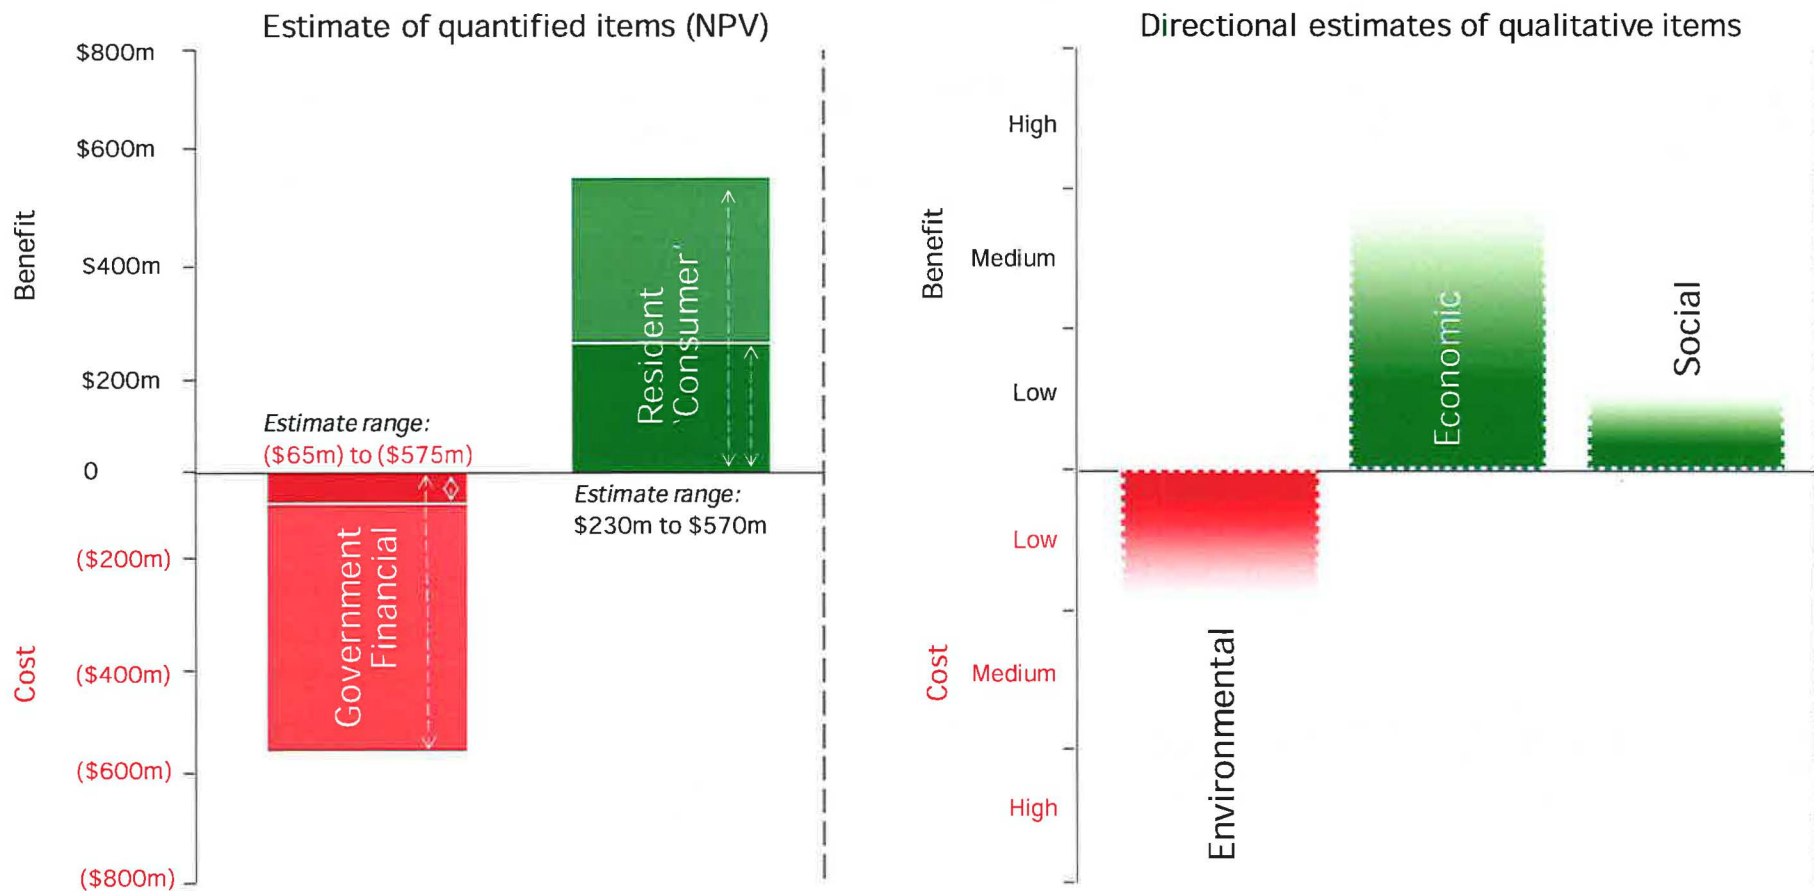 Estimate of quantified items (NPV)
$800m
$600m
$400m
$200m
0
($200m)
($400m)
($600m)
($800m)
Benefit
Cost
Estimate range:
($65m) to ($575m)
Government
Financial
Resident
‘Consumer’
Estimate range:
$230m to $570m
Directional estimates of qualitative items
High
Medium
Low
Low
Medium
High
Benefit
Cost
Environmental
Economic
Social